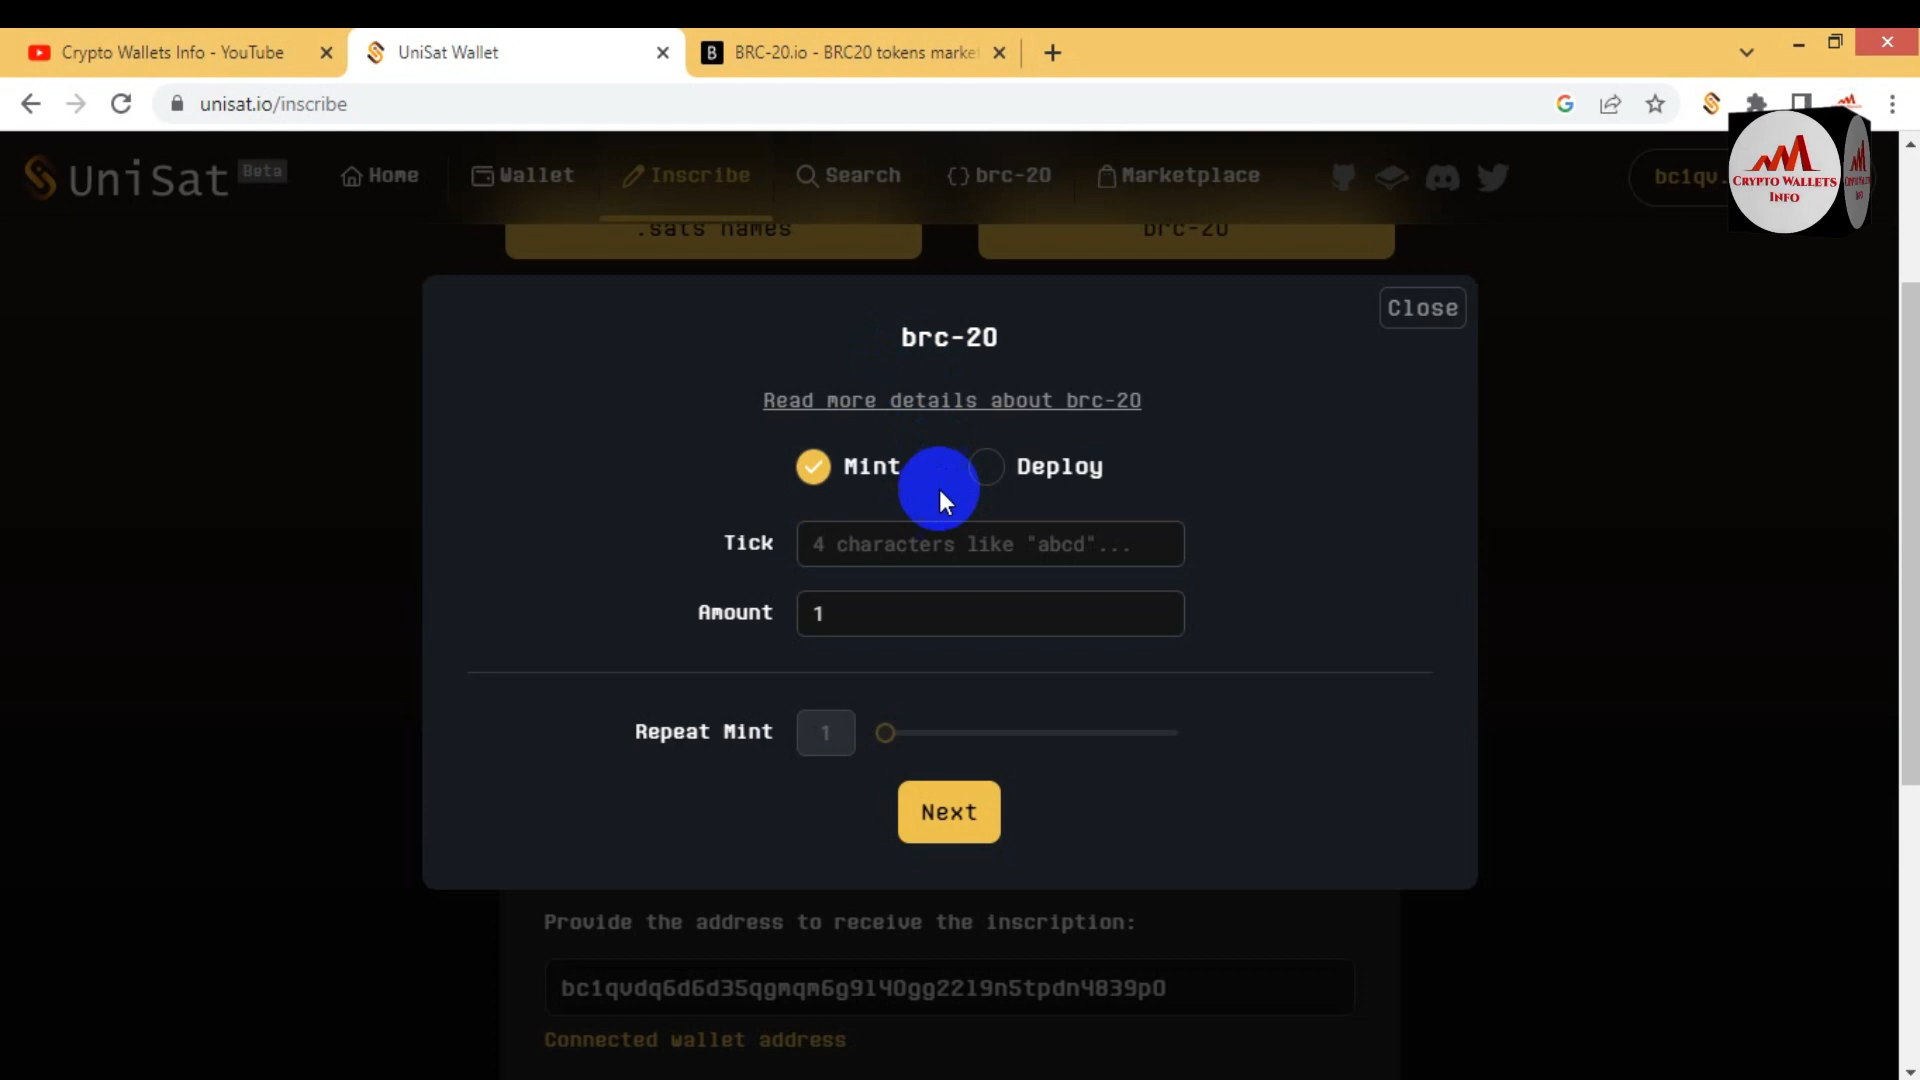 Crypto Wallets Info - YouTube
UniSat Wallet
B
BRC-20.io - BRC20 tokens marke
unisat.io/inscribe
UniSat Beta
Home
Wallet
Inscribe
Search
{} brc-20
Marketplace
bc1qv.
CRYPTO WALLETS
INFO
.sats names
brc-20
Close
brc-20
Read more details about brc-20
Mint
Deploy
Tick
4 characters like "abcd"...
Amount
1
Repeat Mint
1
Next
Provide the address to receive the inscription:
bc1qvdq6d6d35qgmqm6g9l40gg22l9n5tpdn4839p0
Connected wallet address